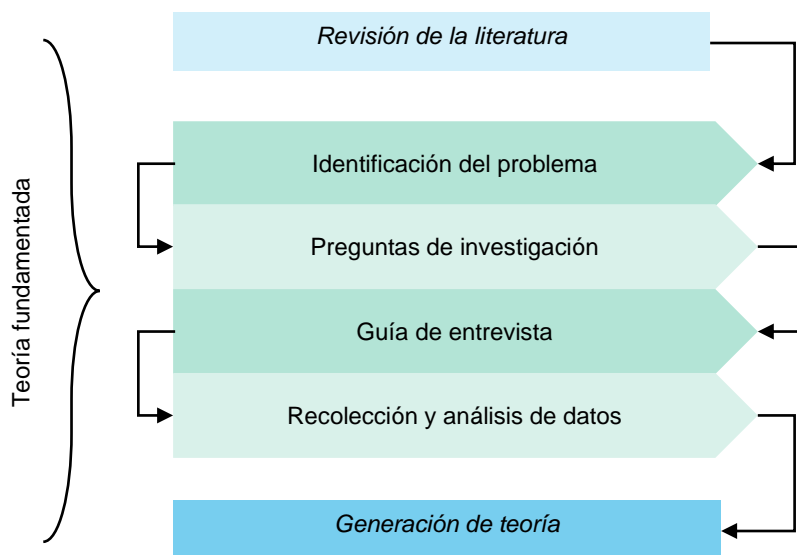 Teoría fundamentada
Revisión de la literatura
Identificación del problema
Preguntas de investigación
Guía de entrevista
Recolección y análisis de datos
Generación de teoría